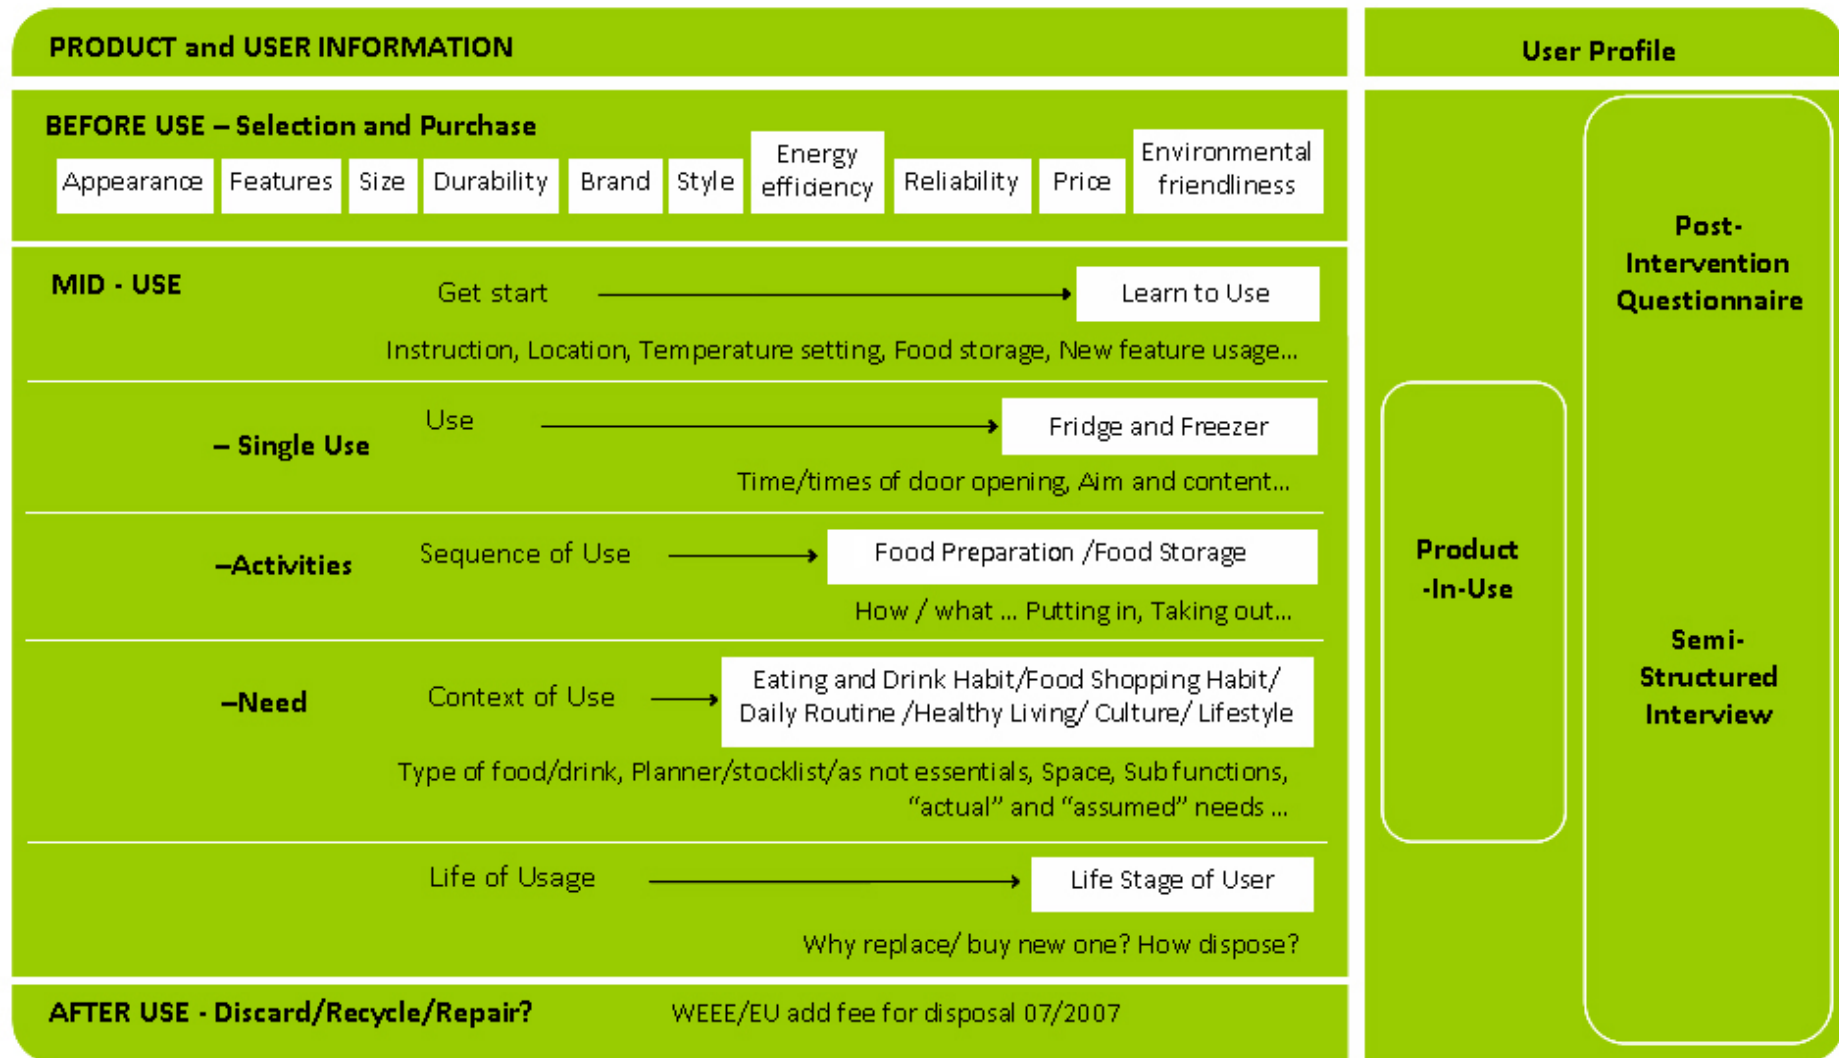 PRODUCT and USER INFORMATION
User Profile
BEFORE USE – Selection and Purchase
Appearance
Features
Size
Durability
Brand
Style
Energy
efficiency
Reliability
Price
Environmental
friendliness
MID - USE
Get start
Learn to Use
Instruction, Location, Temperature setting, Food storage, New feature usage...
– Single Use
Use
Fridge and Freezer
Time/times of door opening, Aim and content...
–Activities
Sequence of Use
Food Preparation /Food Storage
How / what ... Putting in, Taking out...
–Need
Context of Use
Eating and Drink Habit/Food Shopping Habit/
Daily Routine /Healthy Living/ Culture/ Lifestyle
Type of food/drink, Planner/stocklist/as not essentials, Space, Sub functions,
“actual” and “assumed” needs ...
Life of Usage
Life Stage of User
Why replace/ buy new one? How dispose?
AFTER USE - Discard/Recycle/Repair?
WEEE/EU add fee for disposal 07/2007
Product
-In-Use
Post-
Intervention
Questionnaire
Semi-
Structured
Interview